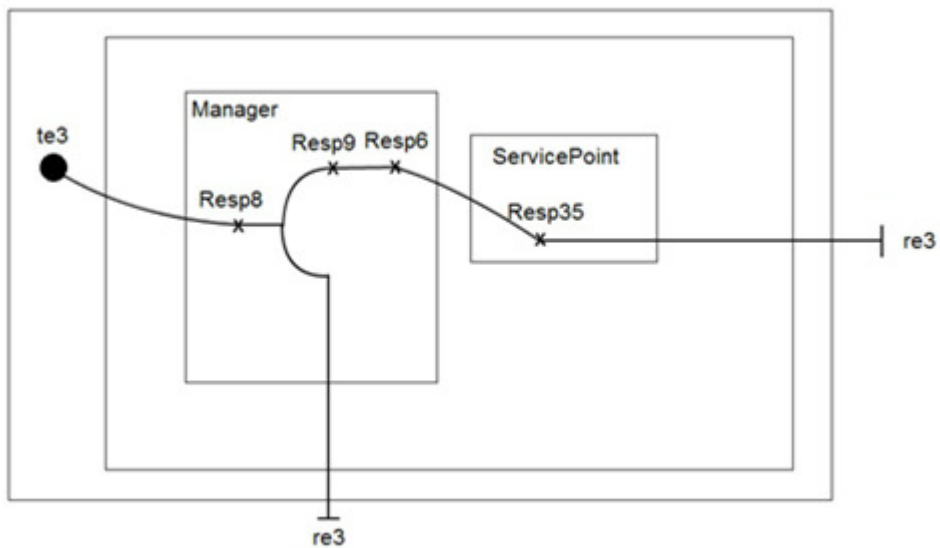 Manager
te3
Resp9 Resp6
ServicePoint
Resp8
Resp35
re3
re3